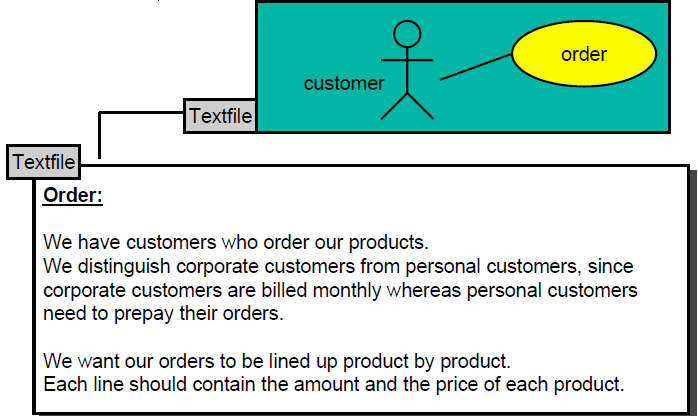 order
customer
Textfile
Textfile
Order:
We have customers who order our products.
We distinguish corporate customers from personal customers, since
corporate customers are billed monthly whereas personal customers
need to prepay their orders.
We want our orders to be lined up product by product.
Each line should contain the amount and the price of each product.